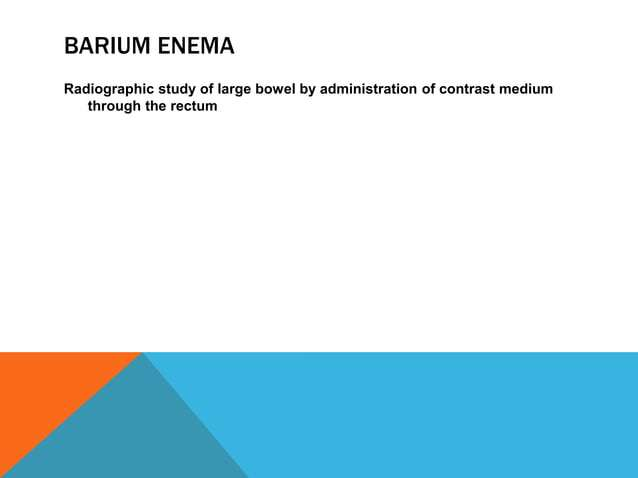 BARIUM ENEMA
Radiographic study of large bowel by administration of contrast medium
through the rectum